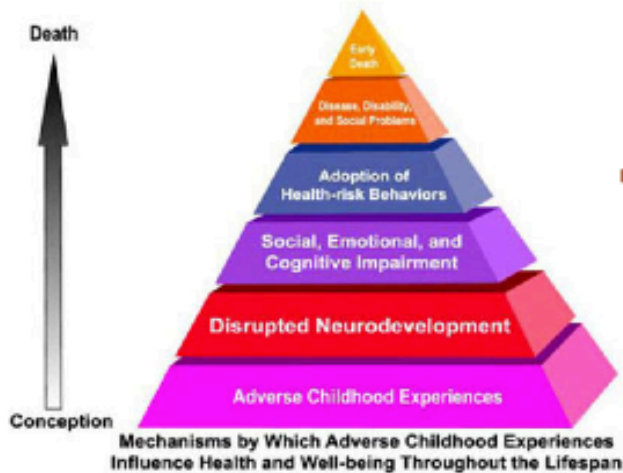 Death
Early
Death
Disease, Disability,
and Social Problems
Adoption of
Health-risk Behaviors
Social, Emotional, and
Cognitive Impairment
Disrupted Neurodevelopment
Adverse Childhood Experiences
Conception
Mechanisms by Which Adverse Childhood Experiences
Influence Health and Well-being Throughout the Lifespan